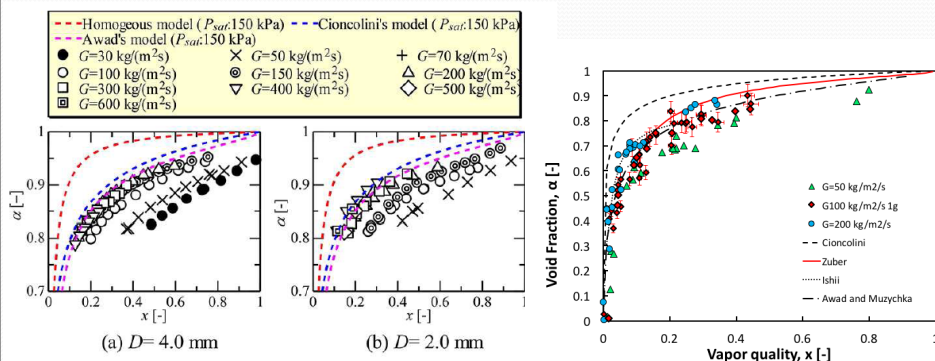 Homogeous model (Psat:150 kPa) Cioncolini's model (Psat:150 kPa)
Awad's model (Psat:150 kPa)
G=30 kg/(m²s) G=50 kg/(m²s) G=70 kg/(m²s)
G=100 kg/(m²s) G=150 kg/(m²s) G=200 kg/(m²s)
G=300 kg/(m²s) G=400 kg/(m²s) G=500 kg/(m²s)
G=600 kg/(m²s)
α [-]
1
0.9
0.8
0.7
0 0.2 0.4 0.6 0.8 1
x [-]
(a) D= 4.0 mm
α [-]
1
0.9
0.8
0.7
0 0.2 0.4 0.6 0.8 1
x [-]
(b) D= 2.0 mm
Void Fraction, α [-]
1
0.9
0.8
0.7
0.6
0.5
0.4
0.3
0.2
0.1
0
G=50 kg/m2/s
G100 kg/m2/s 1g
G=200 kg/m2/s
Cioncolini
Zuber
Ishii
Awad and Muzychka
0 0.2 0.4 0.6 0.8 1
Vapor quality, x [-]